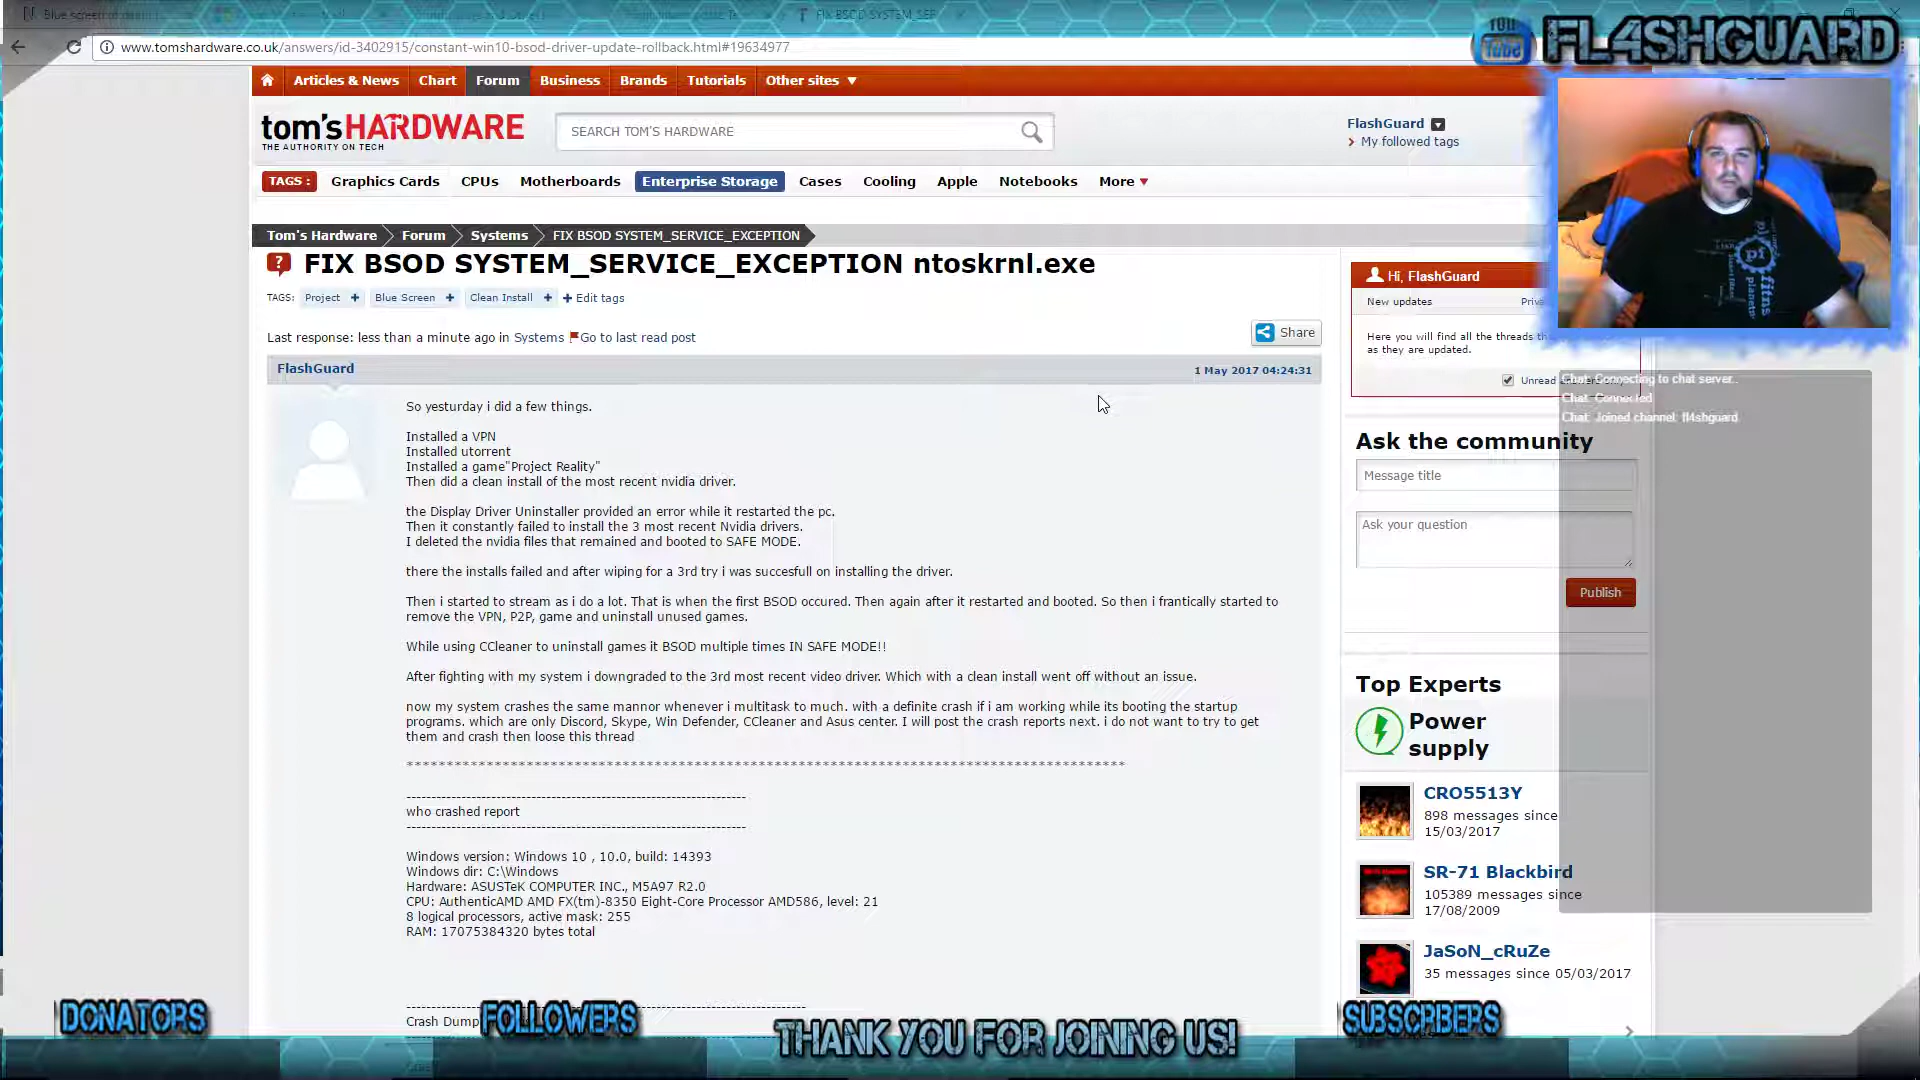 FIX BSOD SYSTEM_SER
www.tomshardware.co.uk/answers/id-3402915/constant-win10-bsod-driver-update-rollback.html#19634977
You Tube FL4SHGUARD
Articles & News Chart Forum Business Brands Tutorials Other sites
tom'sHARDWARE
THE AUTHORITY ON TECH
SEARCH TOM'S HARDWARE
FlashGuard
My followed tags
TAGS : Graphics Cards CPUs Motherboards Enterprise Storage Cases Cooling Apple Notebooks More
Tom's Hardware Forum Systems FIX BSOD SYSTEM_SERVICE_EXCEPTION
FIX BSOD SYSTEM_SERVICE_EXCEPTION ntoskrnl.exe
TAGS: Project + Blue Screen + Clean Install + + Edit tags
Last response: less than a minute ago in Systems Go to last read post
Share
FlashGuard 1 May 2017 04:24:31
So yesturday i did a few things.
Installed a VPN
Installed utorrent
Installed a game"Project Reality"
Then did a clean install of the most recent nvidia driver.
the Display Driver Uninstaller provided an error while it restarted the pc.
Then it constantly failed to install the 3 most recent Nvidia drivers.
I deleted the nvidia files that remained and booted to SAFE MODE.
there the installs failed and after wiping for a 3rd try i was succesfull on installing the driver.
Then i started to stream as i do a lot. That is when the first BSOD occured. Then again after it restarted and booted. So then i frantically started to
remove the VPN, P2P, game and uninstall unused games.
While using CCleaner to uninstall games it BSOD multiple times IN SAFE MODE!!
After fighting with my system i downgraded to the 3rd most recent video driver. Which with a clean install went off without an issue.
now my system crashes the same mannor whenever i multitask to much. with a definite crash if i am working while its booting the startup
programs. which are only Discord, Skype, Win Defender, CCleaner and Asus center. I will post the crash reports next. i do not want to try to get
them and crash then loose this thread
******************************************************************************************
--------------------------------------------------------------------
who crashed report
--------------------------------------------------------------------
Windows version: Windows 10 , 10.0, build: 14393
Windows dir: C:\Windows
Hardware: ASUSTeK COMPUTER INC., M5A97 R2.0
CPU: AuthenticAMD AMD FX(tm)-8350 Eight-Core Processor AMD586, level: 21
8 logical processors, active mask: 255
RAM: 17075384320 bytes total
--------------------------------------------------------------------------------
Crash Dump
Hi, FlashGuard
New updates
Here you will find all the threads
as they are updated.
Unread
Chat: Connecting to chat server..
Chat: Connected
Chat: Joined channel: fl4shguard
Ask the community
Message title
Ask your question
Publish
Top Experts
Power
supply
CRO5513Y
898 messages since
15/03/2017
SR-71 Blackbird
105389 messages since
17/08/2009
JaSoN_cRuZe
35 messages since 05/03/2017
DONATORS
FOLLOWERS
THANK YOU FOR JOINING US!
SUBSCRBERS